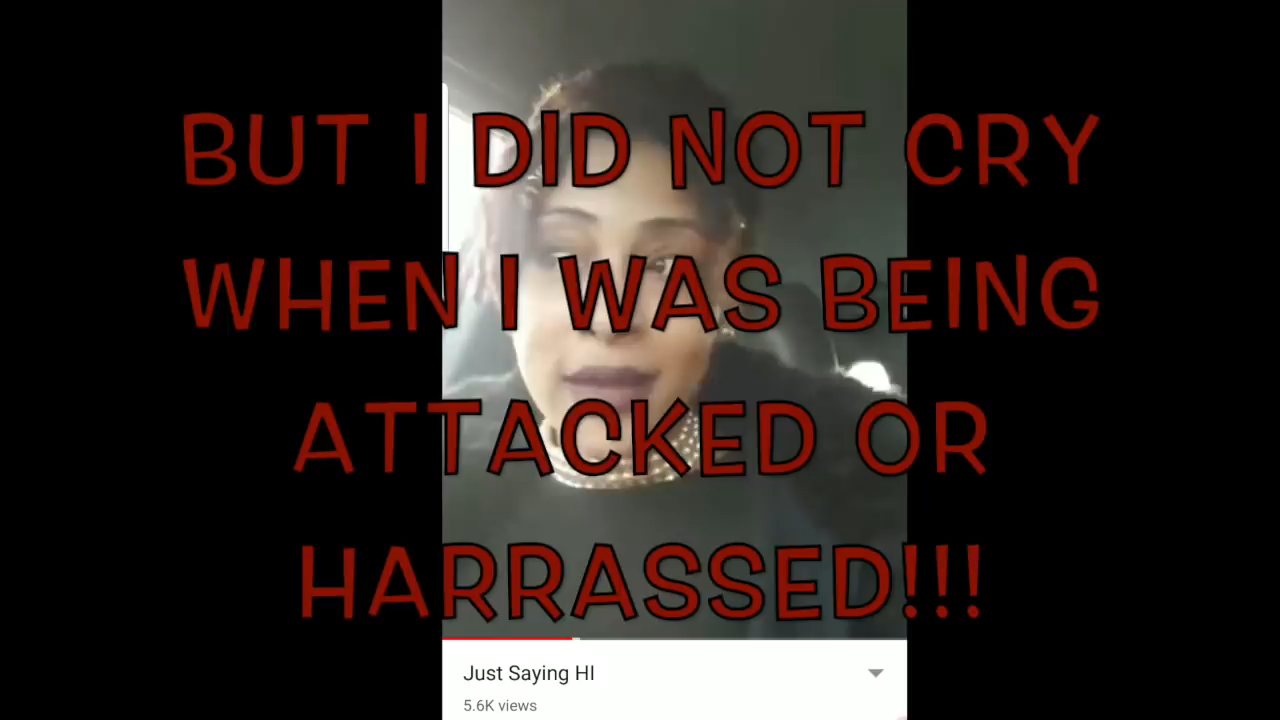 BUT I DID NOT CRY
WHEN I WAS BEING
ATTACKED OR
HARRASSED!!!
Just Saying HI
5.6K views